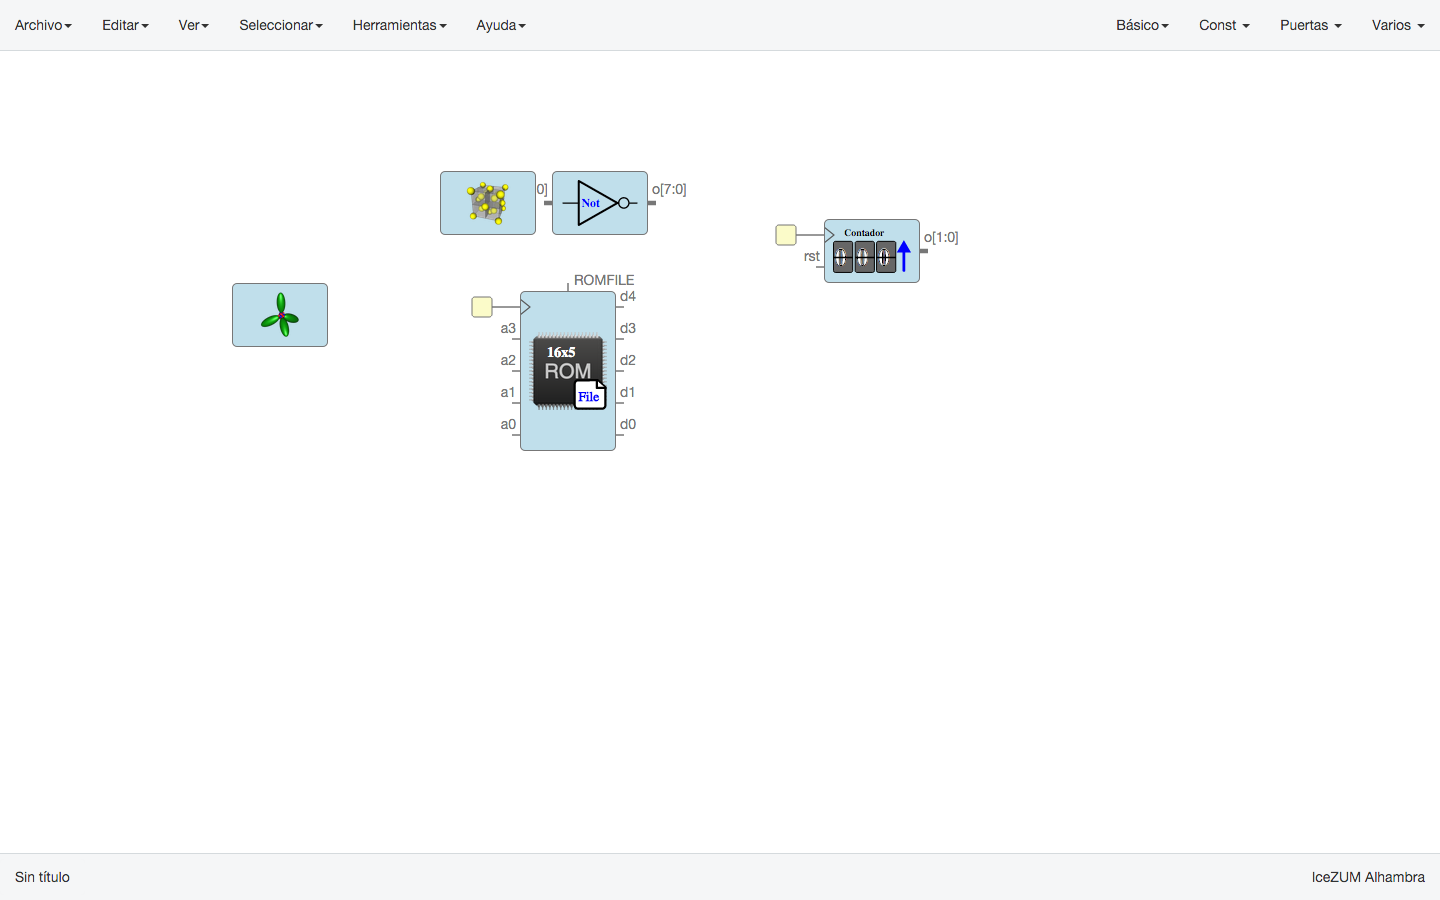 Archivo Editar Ver Seleccionar Herramientas Ayuda Básico Const Puertas Varios
0] Not o[7:0]
Contador
o[1:0]
rst
0 0 0
ROMFILE
d4
a3 d3
16x5
ROM
a2 d2
File
a1 d1
a0 d0
Sin título IceZUM Alhambra